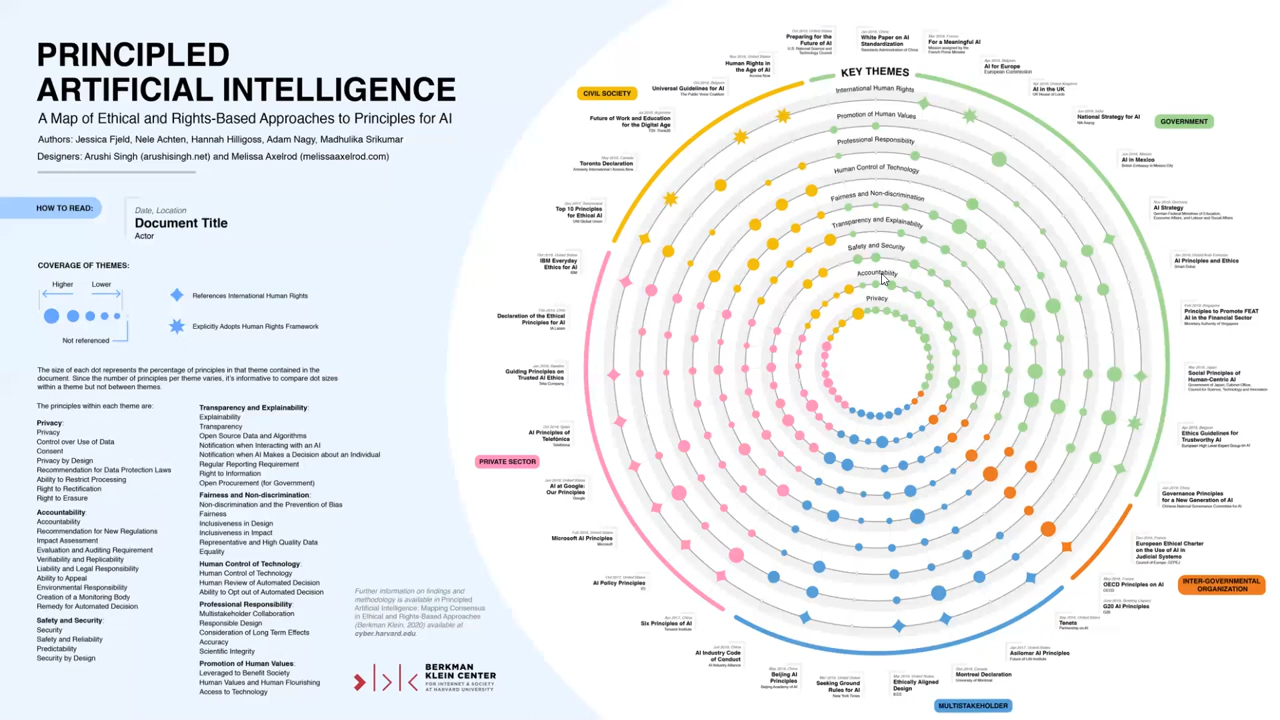 PRINCIPLED
ARTIFICIAL INTELLIGENCE
A Map of Ethical and Rights-Based Approaches to Principles for AI
Authors: Jessica Fjeld, Nele Achten, Hannah Hilligoss, Adam Nagy, Madhulika Srikumar
Designers: Arushi Singh (arushisingh.net) and Melissa Axelrod (melissaaxelrod.com)
HOW TO READ:
Date, Location
Document Title
Actor
COVERAGE OF THEMES:
Higher Lower
Not referenced
References International Human Rights
Explicitly Adopts Human Rights Framework
The size of each dot represents the percentage of principles in that theme contained in the
document. Since the number of principles per theme varies, it's informative to compare dot sizes
within a theme but not between themes.
The principles within each theme are:
Privacy:
Privacy
Control over Use of Data
Consent
Privacy by Design
Recommendation for Data Protection Laws
Ability to Restrict Processing
Right to Rectification
Right to Erasure
Accountability:
Accountability
Recommendation for New Regulations
Impact Assessment
Evaluation and Auditing Requirement
Verifiability and Replicability
Liability and Legal Responsibility
Ability to Appeal
Environmental Responsibility
Creation of a Monitoring Body
Remedy for Automated Decision
Safety and Security:
Security
Safety and Reliability
Predictability
Security by Design
Transparency and Explainability:
Explainability
Transparency
Open Source Data and Algorithms
Notification when Interacting with an AI
Notification when AI Makes a Decision about an Individual
Regular Reporting Requirement
Right to Information
Open Procurement (for Government)
Fairness and Non-discrimination:
Non-discrimination and the Prevention of Bias
Fairness
Inclusiveness in Design
Inclusiveness in Impact
Representative and High Quality Data
Equality
Human Control of Technology:
Human Control of Technology
Human Review of Automated Decision
Ability to Opt out of Automated Decision
Professional Responsibility:
Multistakeholder Collaboration
Responsible Design
Consideration of Long Term Effects
Accuracy
Scientific Integrity
Promotion of Human Values:
Leveraged to Benefit Society
Human Values and Human Flourishing
Access to Technology
Further information on findings and
methodology is available in Principled
Artificial Intelligence: Mapping Consensus
in Ethical and Rights-Based Approaches
(Berkman Klein, 2020) available at
cyber.harvard.edu.
BERKMAN
KLEIN CENTER
FOR INTERNET & SOCIETY
AT HARVARD UNIVERSITY
KEY THEMES
International Human Rights
Promotion of Human Values
Professional Responsibility
Human Control of Technology
Fairness and Non-discrimination
Transparency and Explainability
Safety and Security
Accountability
Privacy
CIVIL SOCIETY
GOVERNMENT
PRIVATE SECTOR
INTER-GOVERNMENTAL
ORGANIZATION
MULTISTAKEHOLDER
Preparing for the
Future of AI
White Paper on AI
Standardization
For a Meaningful AI
AI for Europe
European Commission
AI in the UK
National Strategy for AI
AI in Mexico
AI Strategy
AI Principles and Ethics
Principles to Promote FEAT
AI in the Financial Sector
Social Principles of
Human-Centric AI
Ethics Guidelines for
Trustworthy AI
Governance Principles
for a New Generation of AI
European Ethical Charter
on the Use of AI in
Judicial Systems
OECD Principles on AI
G20 AI Principles
Tenets
Asilomar AI Principles
Montreal Declaration
Ethically Aligned
Design
Seeking Ground
Rules for AI
New York Times
Beijing AI
Principles
AI Industry Code
of Conduct
Six Principles of AI
AI Policy Principles
Microsoft AI Principles
Microsoft
AI at Google:
Our Principles
Google
AI Principles of
Telefónica
Guiding Principles on
Trusted AI Ethics
Declaration of the Ethical
Principles for AI
IBM Everyday
Ethics for AI
IBM
Top 10 Principles
for Ethical AI
Toronto Declaration
Future of Work and Education
for the Digital Age
Universal Guidelines for AI
Human Rights in
the Age of AI
Access Now